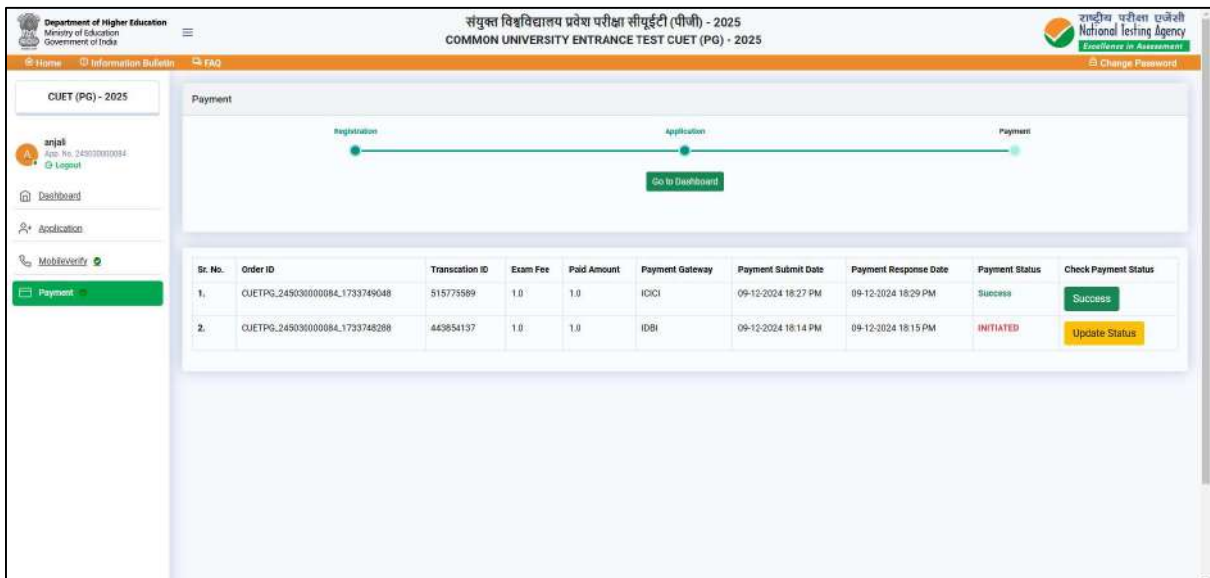 Department of Higher Education
Ministry of Education
Government of India
संयुक्त विश्वविद्यालय प्रवेश परीक्षा सीयूईटी (पीजी) - 2025
COMMON UNIVERSITY ENTRANCE TEST CUET (PG) - 2025
राष्ट्रीय परीक्षा एजेंसी
National Testing Agency
Excellence in Assessment
Home Information Bulletin FAQ Change Password
CUET (PG) - 2025
A
anjali
App. No. 245030000084
Logout
Dashboard
Application
MobileVerify
Payment
Payment
Registration Application Payment
Go to Dashboard
Sr. No. Order ID Transcation ID Exam Fee Paid Amount Payment Gateway Payment Submit Date Payment Response Date Payment Status Check Payment Status
1. CUETPG_245030000084_1733749048 515775589 1.0 1.0 ICICI 09-12-2024 18:27 PM 09-12-2024 18:29 PM Success Success
2. CUETPG_245030000084_1733748288 443854137 1.0 1.0 IDBI 09-12-2024 18:14 PM 09-12-2024 18:15 PM INITIATED Update Status